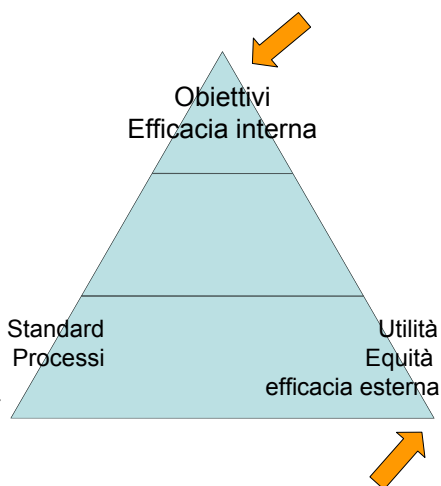 Obiettivi
Efficacia interna
Standard
Processi
Utilità
Equità
efficacia esterna